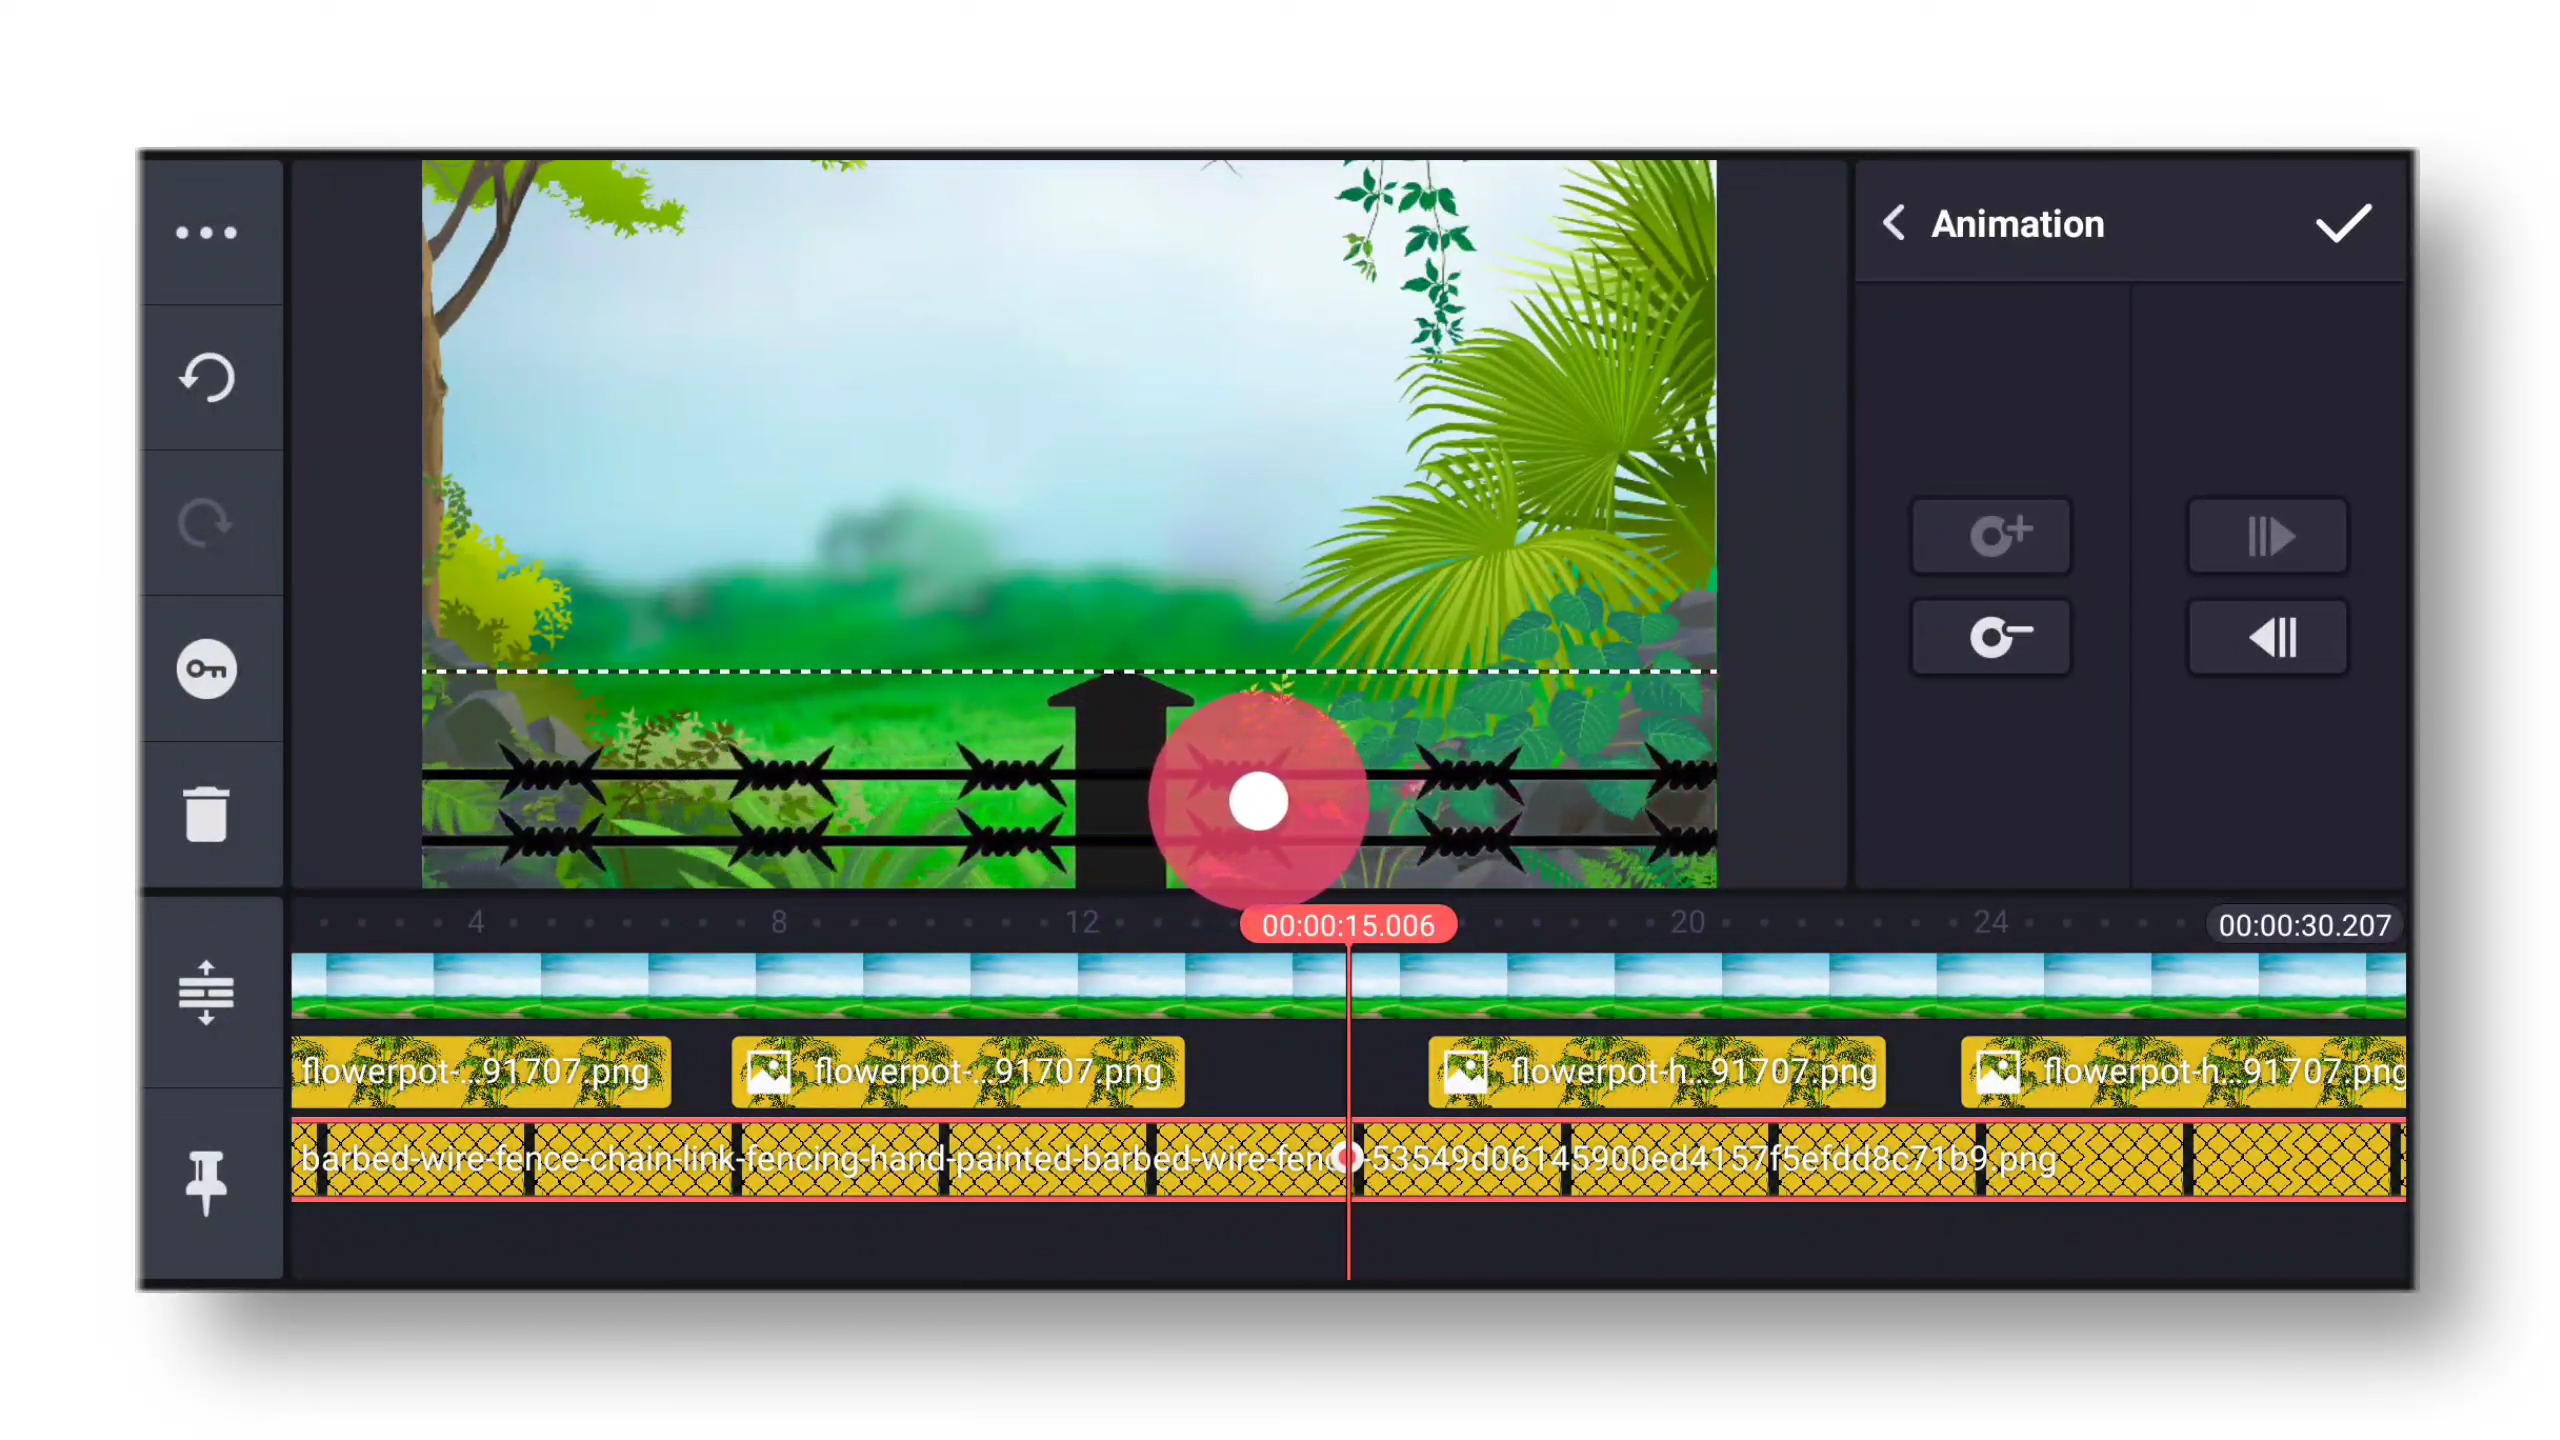 Animation
4
8
12
00:00:15.006
20
24
00:00:30.207
flowerpot-...91707.png
flowerpot-...91707.png
flowerpot-h...91707.png
flowerpot-h...91707.png
barbed-wire-fence-chain-link-fencing-hand-painted-barbed-wire-fence-53549d06145900ed4157f5efdd8c71b9.png